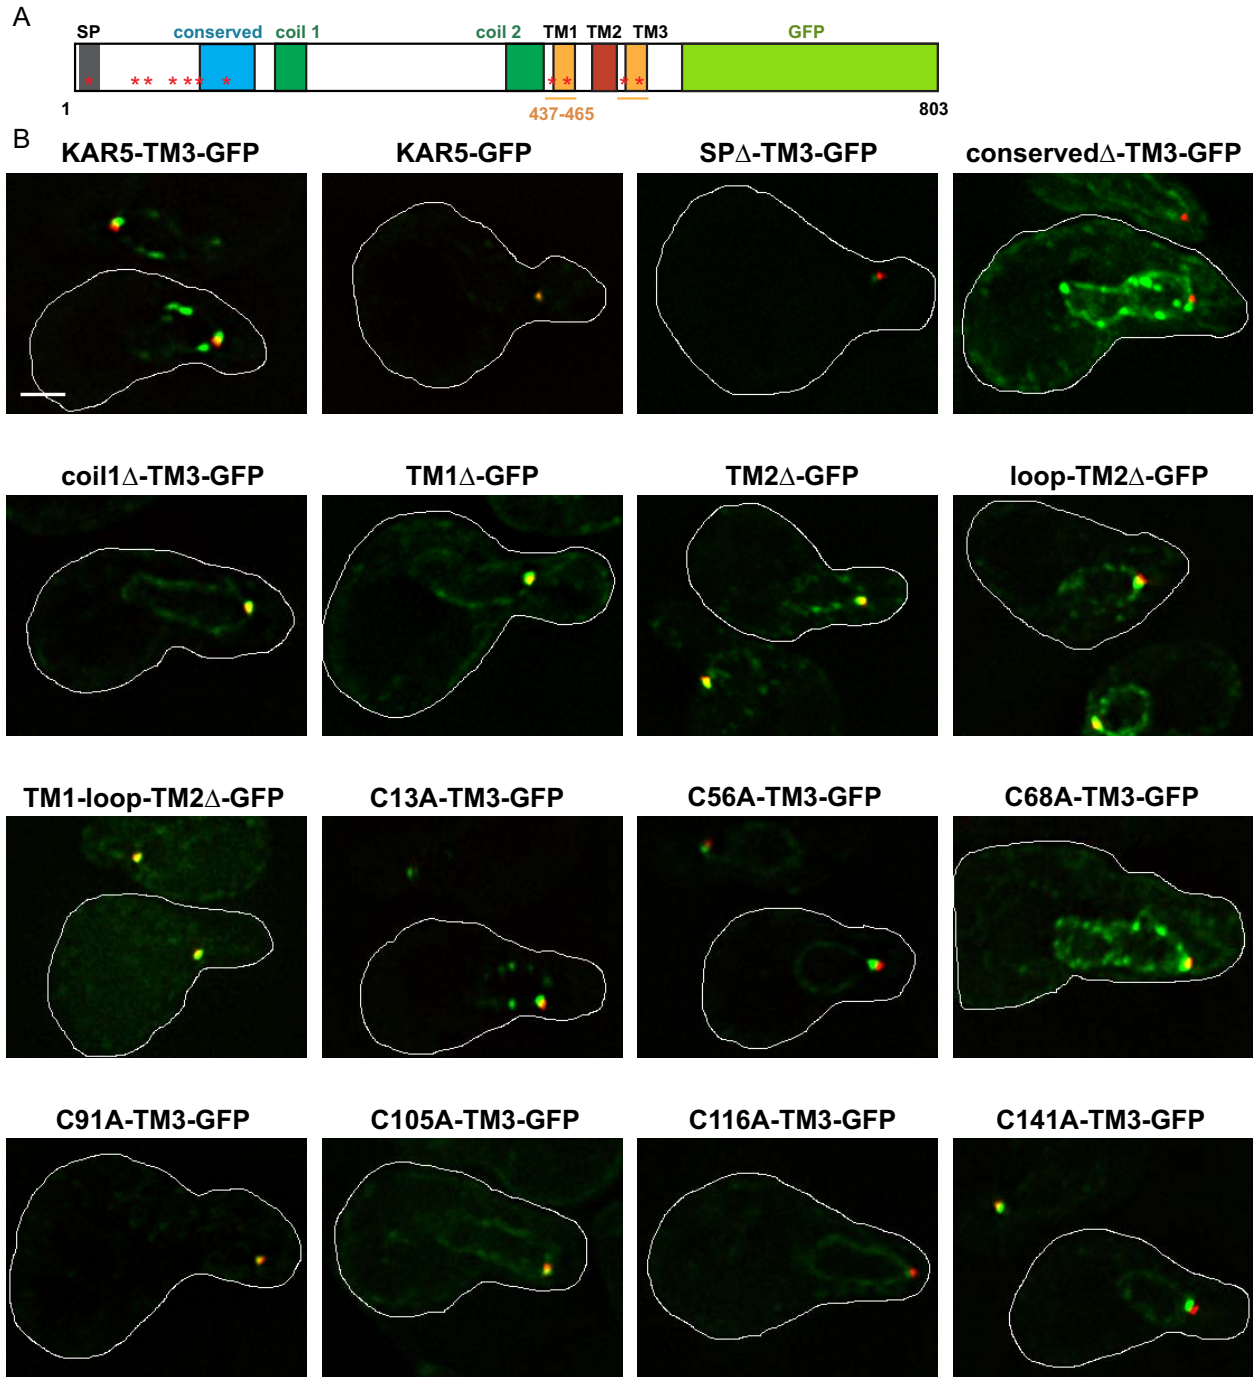 A
SP conserved coil 1 coil 2 TM1 TM2 TM3 GFP
* * * * * * * * * * *
1 437-465 803
B
KAR5-TM3-GFP KAR5-GFP SPΔ-TM3-GFP conservedΔ-TM3-GFP
coil1Δ-TM3-GFP TM1Δ-GFP TM2Δ-GFP loop-TM2Δ-GFP
TM1-loop-TM2Δ-GFP C13A-TM3-GFP C56A-TM3-GFP C68A-TM3-GFP
C91A-TM3-GFP C105A-TM3-GFP C116A-TM3-GFP C141A-TM3-GFP